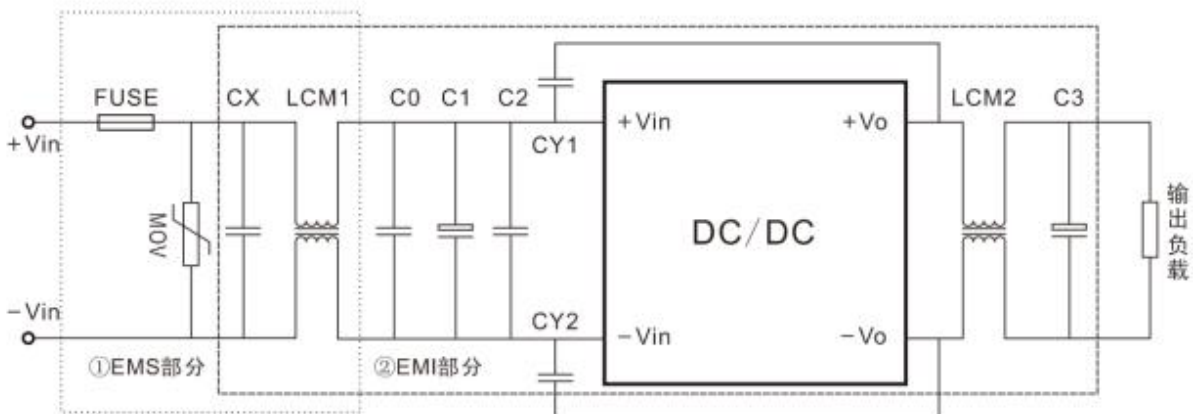 FUSE CX LCM1 C0 C1 C2 LCM2 C3
+Vin CY1 +Vin +Vo
MOV DC/DC 输出负载
-Vin CY2 -Vin -Vo
①EMS部分 ②EMI部分